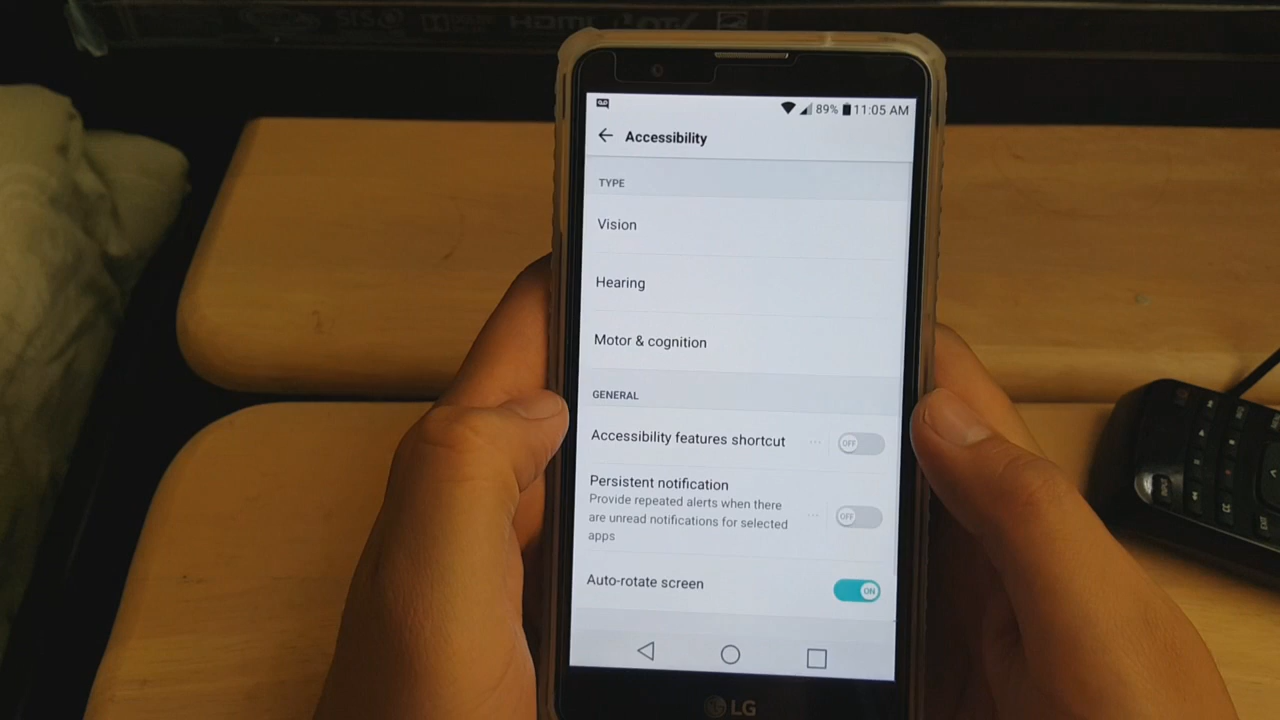 HDMI
89% 11:05 AM
Accessibility
TYPE
Vision
Hearing
Motor & cognition
GENERAL
Accessibility features shortcut
OFF
Persistent notification
Provide repeated alerts when there
are unread notifications for selected
apps
OFF
Auto-rotate screen
ON
LG